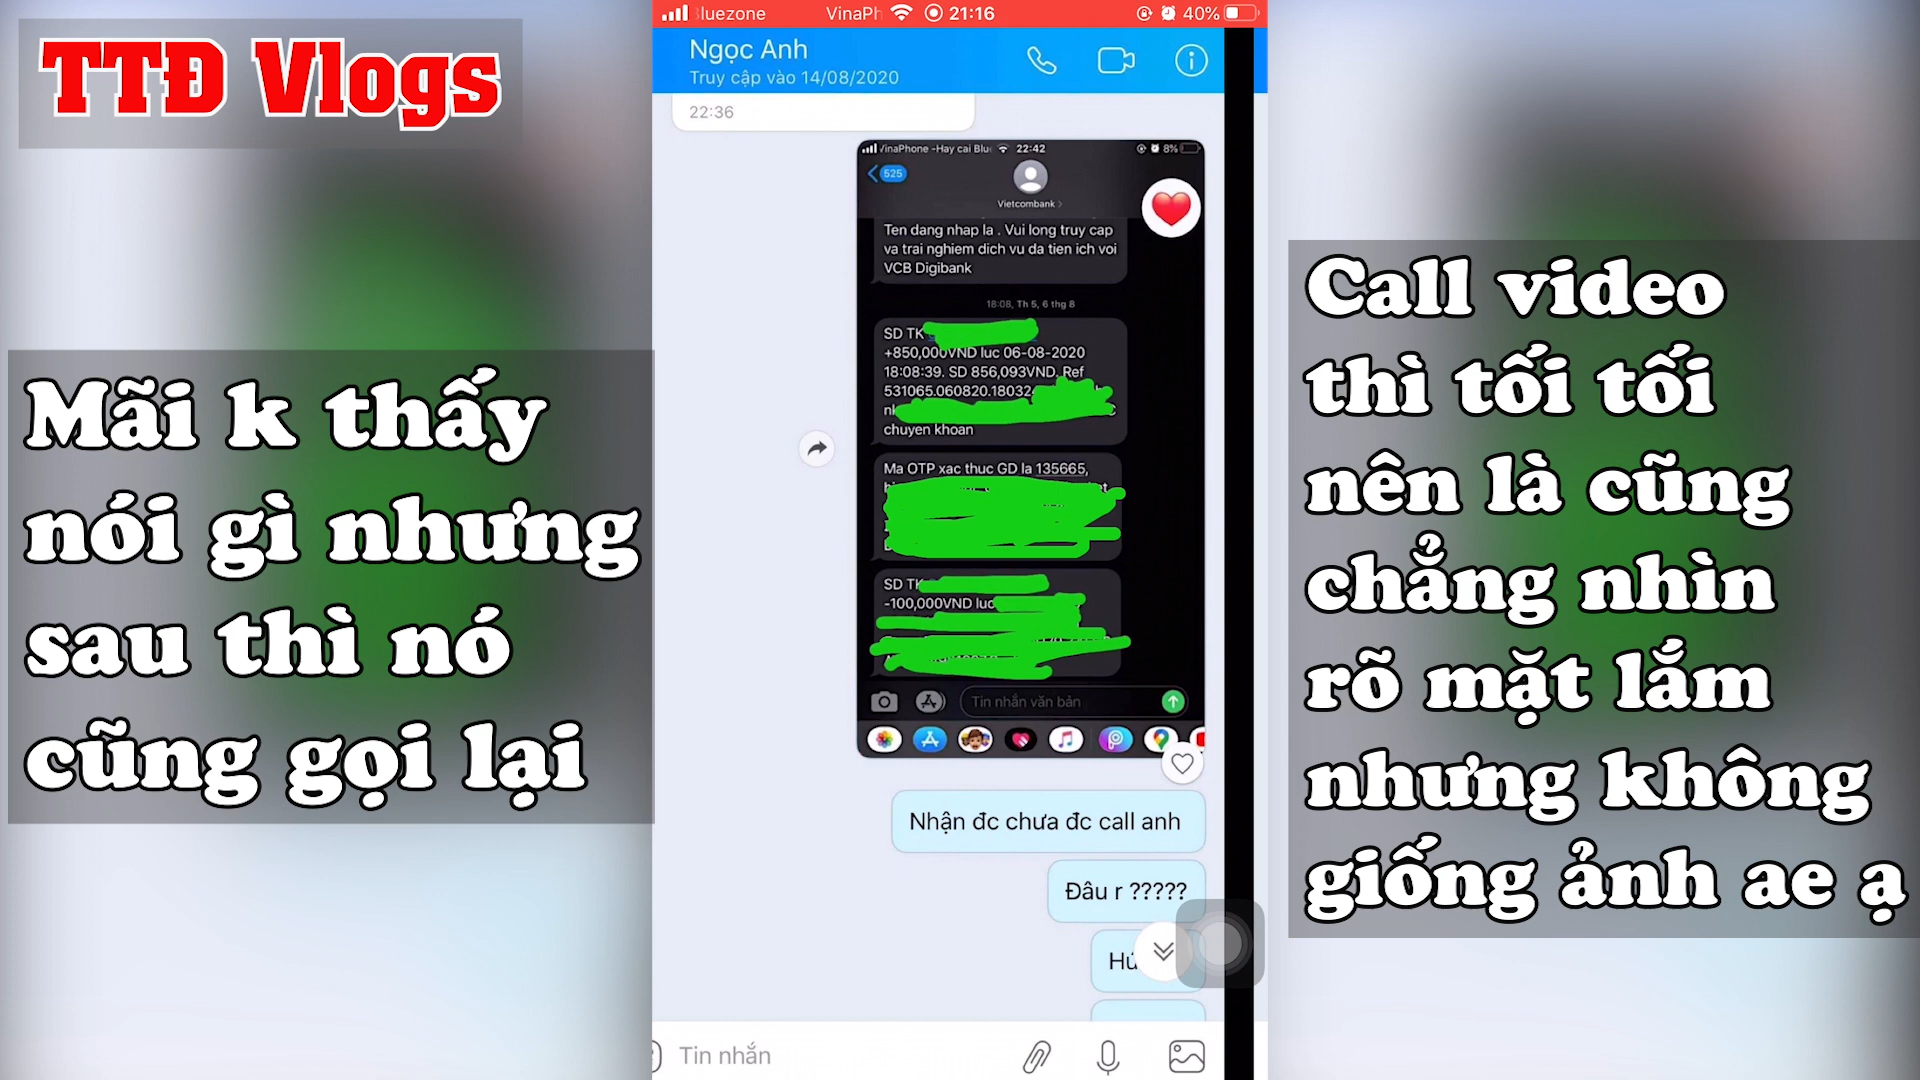 TTĐ Vlogs
Mãi k thấy
nói gì nhưng
sau thì nó
cũng gọi lại
luezone VinaPh 21:16 40%
Ngọc Anh
Truy cập vào 14/08/2020
22:36
VinaPhone -Hay cai Blu 22:42 8%
525
Vietcombank
Ten dang nhap la . Vui long truy cap
va trai nghiem dich vu da tien ich voi
VCB Digibank
18:08, Th 5, 6 thg 8
SD TK
+850,000VND luc 06-08-2020
18:08:39. SD 856,093VND. Ref
531065.060820.18032
chuyen khoan
Ma OTP xac thuc GD la 135665,
SD TK
-100,000VND luc
Tin nhắn văn bản
Nhận đc chưa đc call anh
Đâu r ?????
Tin nhắn
Call video
thì tối tối
nên là cũng
chẳng nhìn
rõ mặt lắm
nhưng không
giống ảnh ae ạ